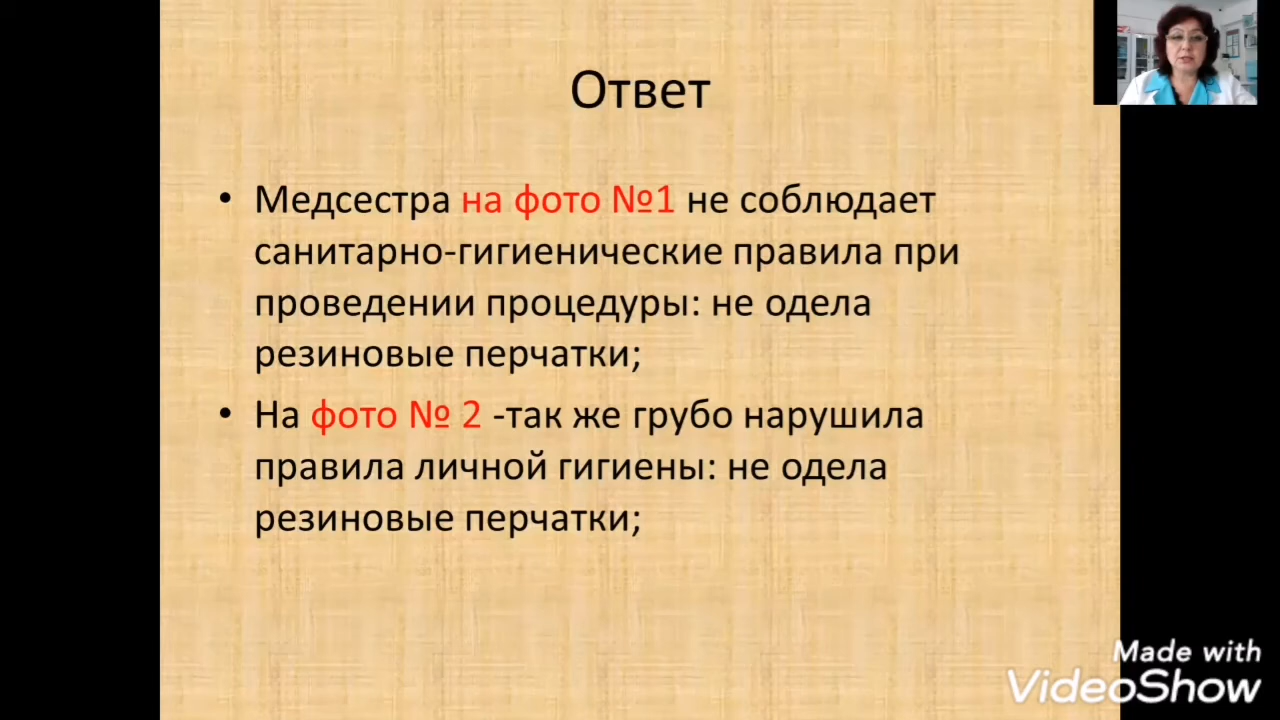 Ответ
• Медсестра на фото №1 не соблюдает
санитарно-гигиенические правила при
проведении процедуры: не одела
резиновые перчатки;
• На фото № 2 -так же грубо нарушила
правила личной гигиены: не одела
резиновые перчатки;
Made with
VideoShow